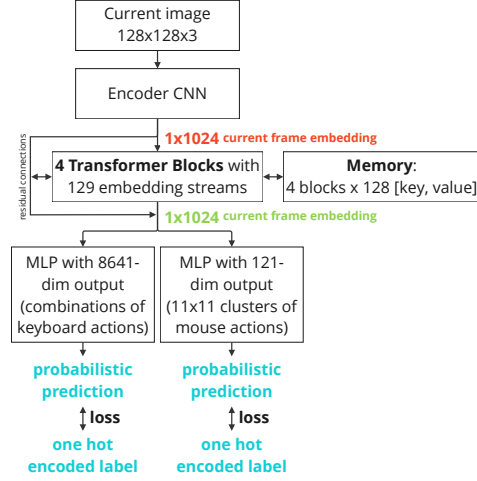 Current image
128x128x3
Encoder CNN
1x1024 current frame embedding
residual connections
4 Transformer Blocks with
129 embedding streams
Memory:
4 blocks x 128 [key, value]
1x1024 current frame embedding
MLP with 8641-
dim output
(combinations of
keyboard actions)
MLP with 121-
dim output
(11x11 clusters of
mouse actions)
probabilistic
prediction
loss
one hot
encoded label
probabilistic
prediction
loss
one hot
encoded label